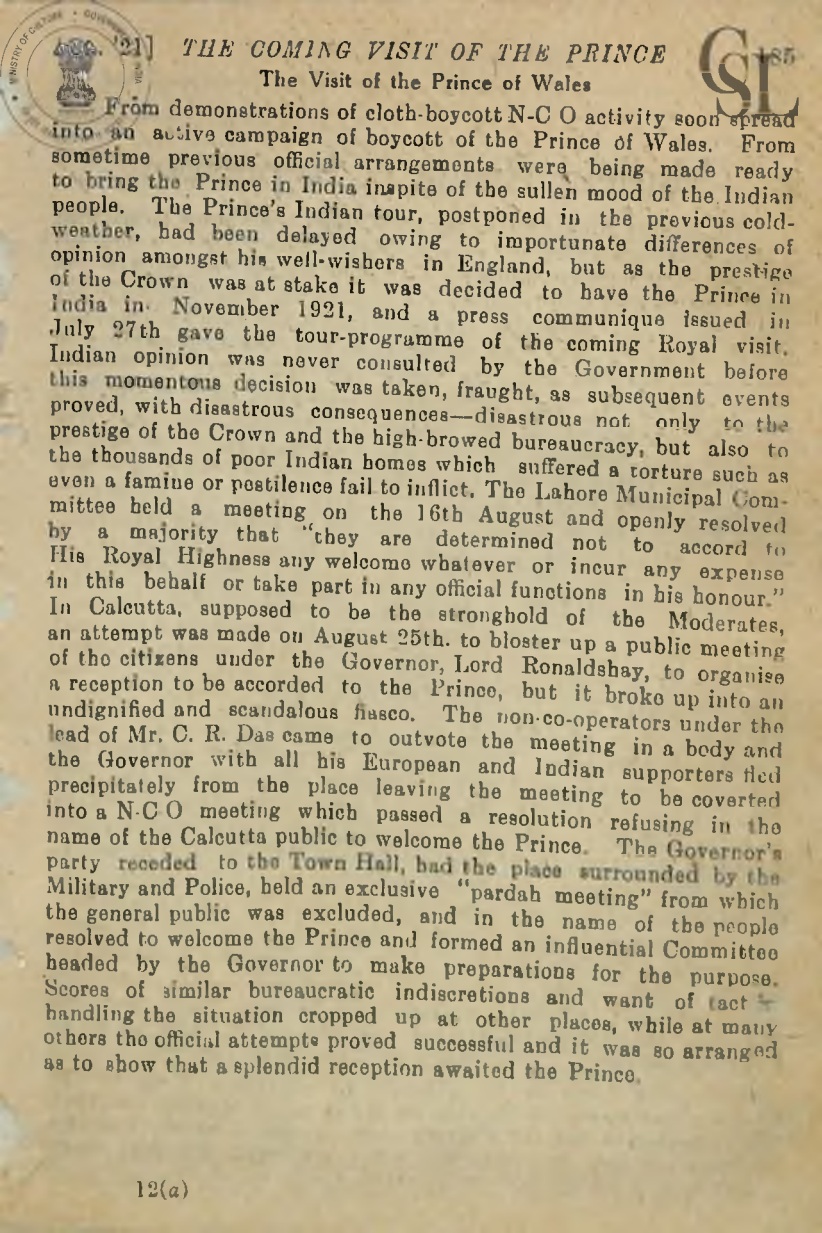 '21] THE COMING VISIT OF THE PRINCE 185
The Visit of the Prince of Wales
From demonstrations of cloth-boycott N-C O activity soon spread
into an active campaign of boycott of the Prince of Wales. From
sometime previous official arrangements were being made ready
to bring the Prince in India inspite of the sullen mood of the Indian
people. The Prince's Indian tour, postponed in the previous cold-
weather, had been delayed owing to importunate differences of
opinion amongst his well-wishers in England, but as the prestige
of the Crown was at stake it was decided to have the Prince in
India in November 1921, and a press communique issued in
July 27th gave the tour-programme of the coming Royal visit.
Indian opinion was never consulted by the Government before
this momentous decision was taken, fraught, as subsequent events
proved, with disastrous consequences—disastrous not only to the
prestige of the Crown and the high-browed bureaucracy, but also to
the thousands of poor Indian homes which suffered a torture such as
even a famine or pestilence fail to inflict. The Lahore Municipal Com-
mittee held a meeting on the 16th August and openly resolved
by a majority that "they are determined not to accord to
His Royal Highness any welcome whatever or incur any expense
in this behalf or take part in any official functions in his honour."
In Calcutta, supposed to be the stronghold of the Moderates,
an attempt was made on August 25th. to bloster up a public meeting
of the citizens under the Governor, Lord Ronaldshay, to organise
a reception to be accorded to the Prince, but it broke up into an
undignified and scandalous fiasco. The non-co-operators under the
lead of Mr. C. R. Das came to outvote the meeting in a body and
the Governor with all his European and Indian supporters fled
precipitately from the place leaving the meeting to be coverted
into a N-C O meeting which passed a resolution refusing in the
name of the Calcutta public to welcome the Prince. The Governor's
party receded to the Town Hall, had the place surrounded by the
Military and Police, held an exclusive "pardah meeting" from which
the general public was excluded, and in the name of the people
resolved to welcome the Prince and formed an influential Committee
headed by the Governor to make preparations for the purpose.
Scores of similar bureaucratic indiscretions and want of tact
handling the situation cropped up at other places, while at many
others the official attempts proved successful and it was so arranged
as to show that a splendid reception awaited the Prince.
12(a)